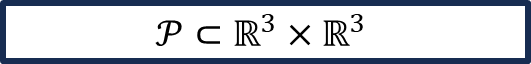 𝒫 ⊂ ℝ³ × ℝ³